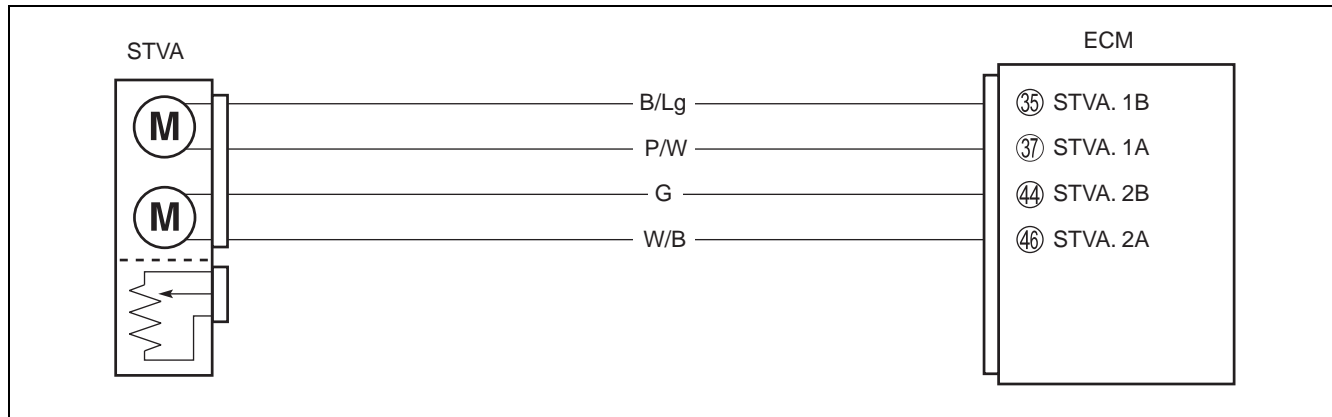 STVA
ECM
M
M
B/Lg
P/W
G
W/B
35 STVA. 1B
37 STVA. 1A
44 STVA. 2B
46 STVA. 2A